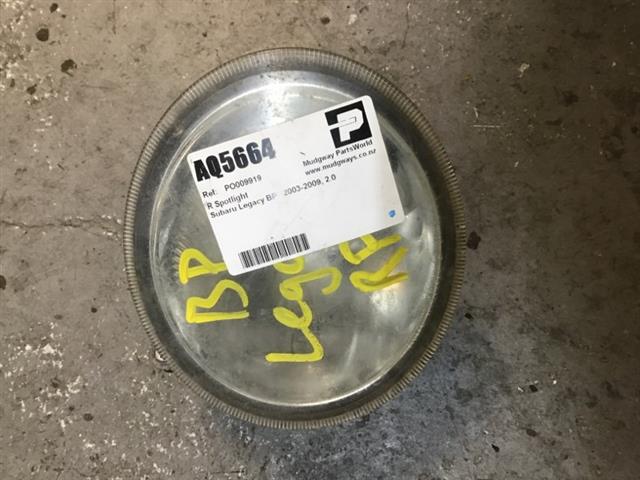 AQ5664
Mudgway PartsWorld
www.mudgways.co.nz
Ref: PO009919
R Spotlight
Subaru Legacy BP 2003-2009, 2.0
BP
RF